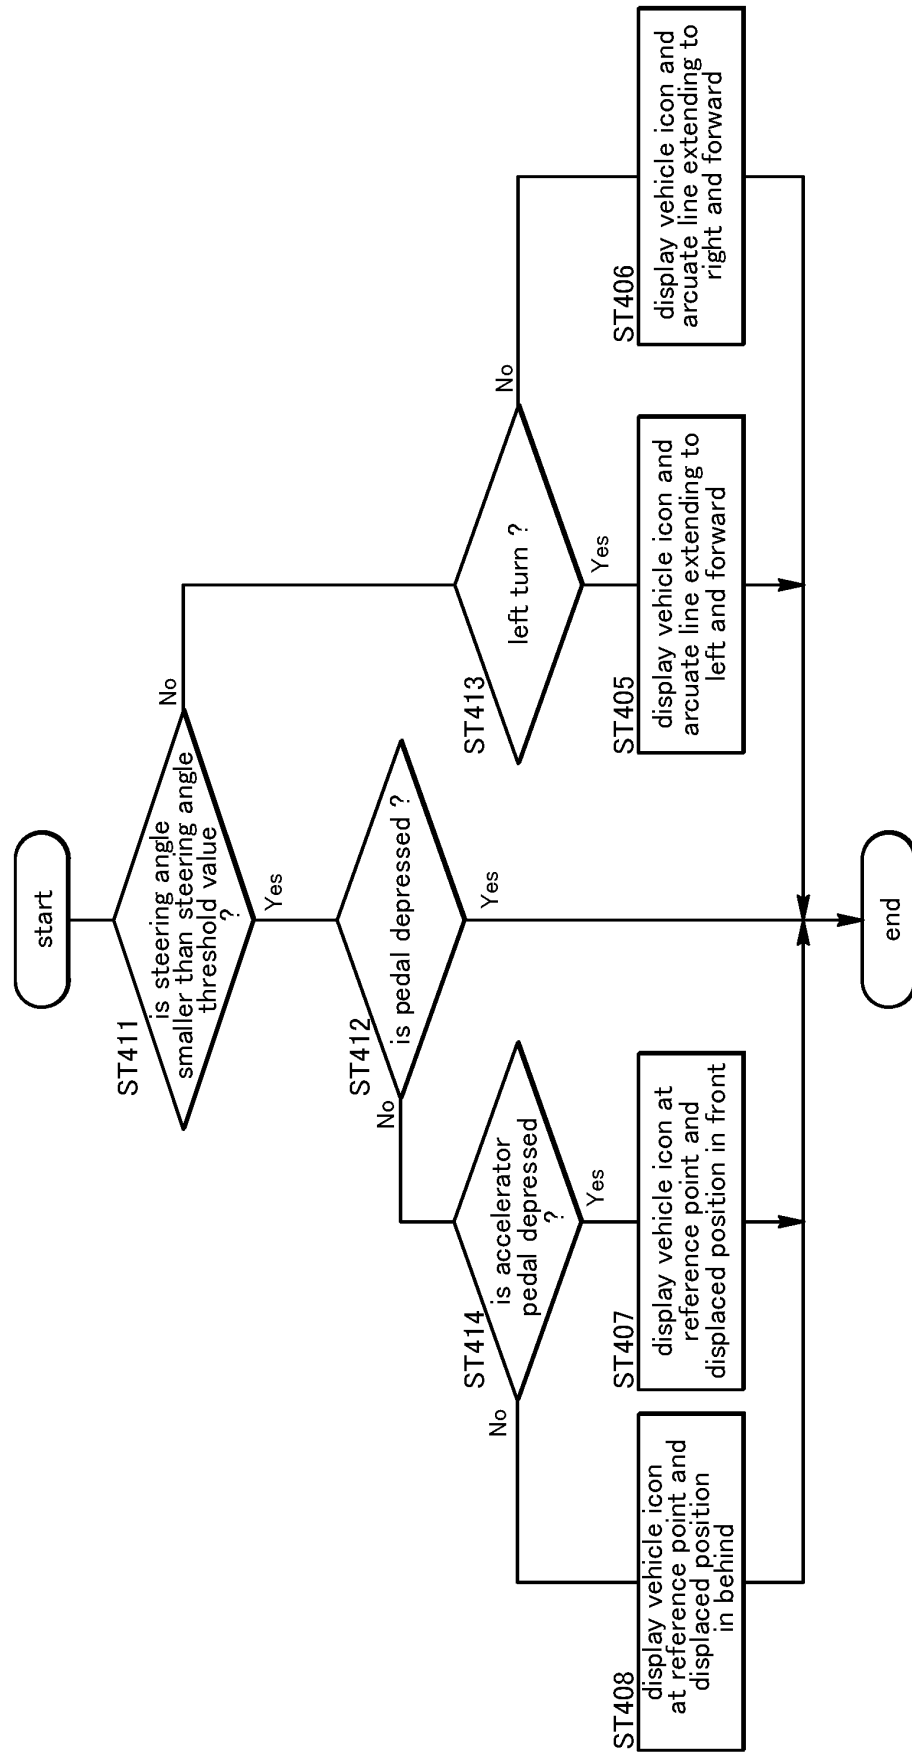 start
ST411
is steering angle
smaller than steering angle
threshold value
?
No
Yes
ST412
is pedal depressed ?
No
Yes
ST414
is accelerator
pedal depressed
?
No
Yes
ST413
left turn ?
No
Yes
ST408
display vehicle icon
at reference point and
displaced position
in behind
ST407
display vehicle icon at
reference point and
displaced position in front
ST405
display vehicle icon and
arcuate line extending to
left and forward
ST406
display vehicle icon and
arcuate line extending to
right and forward
end